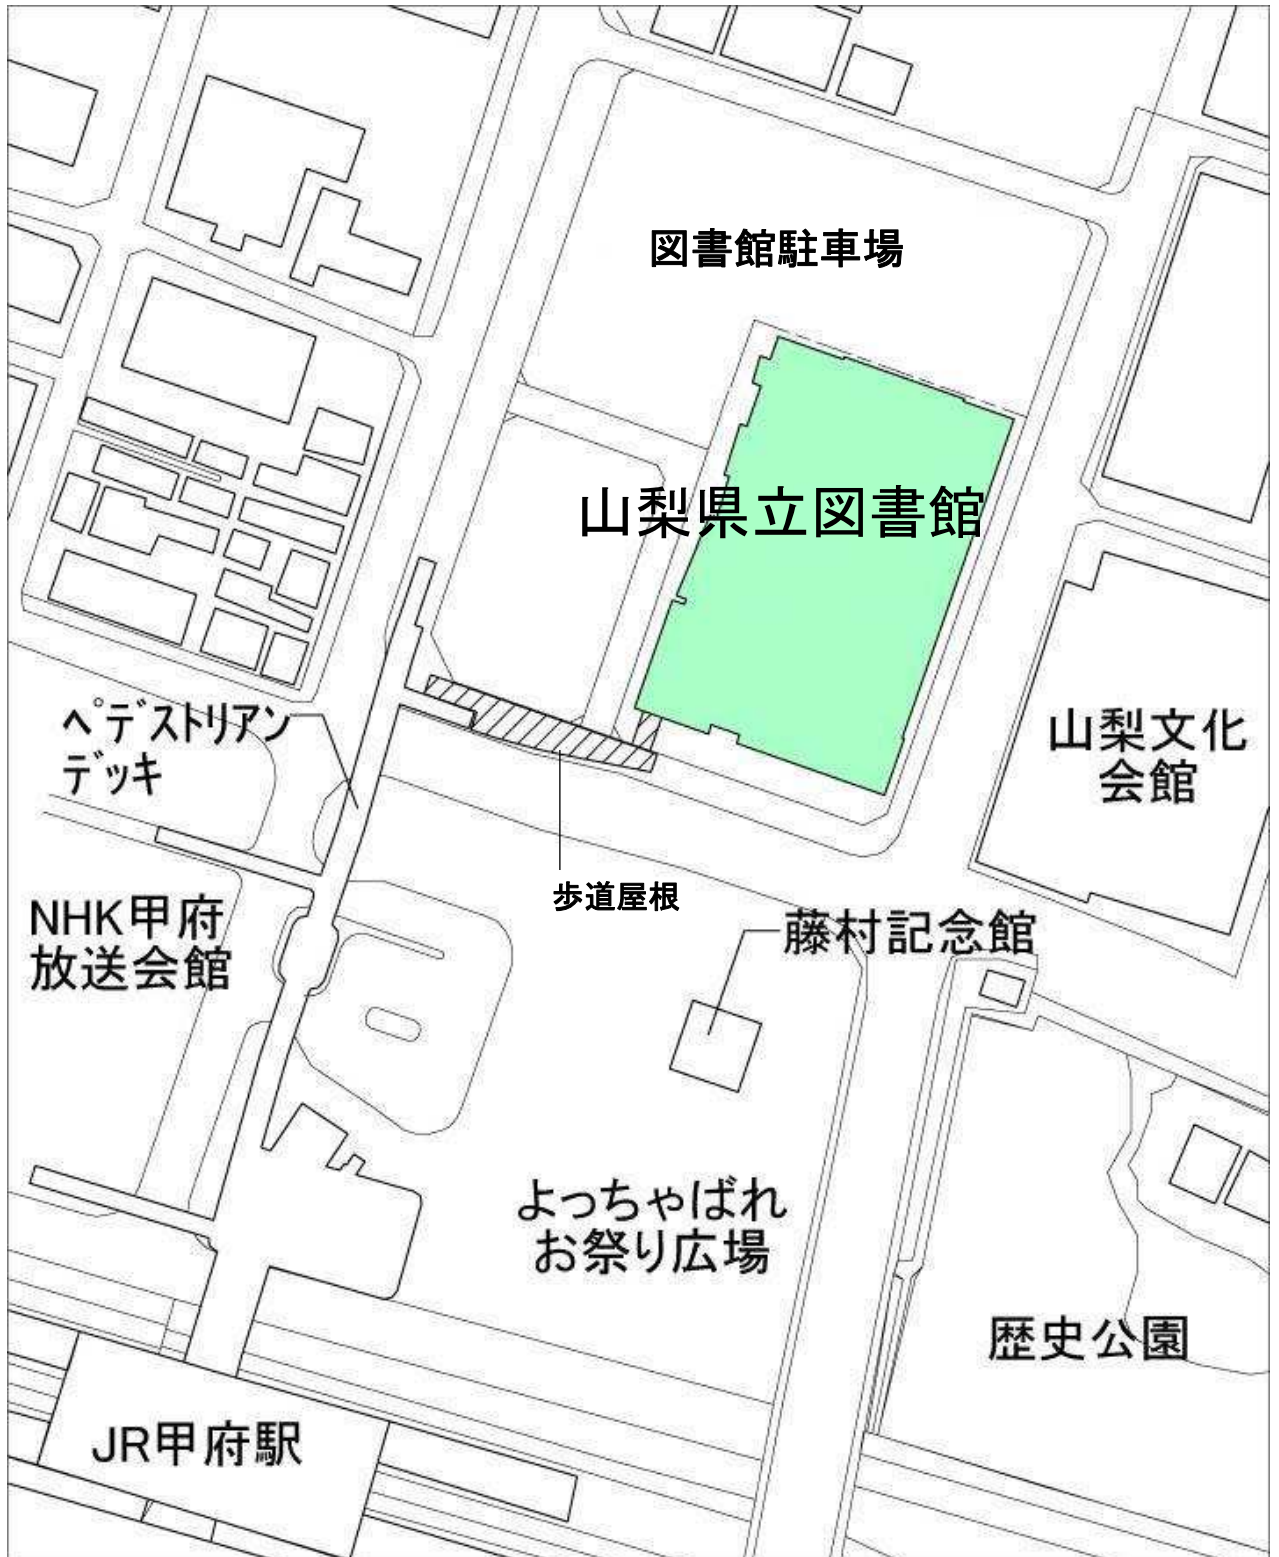 図書館駐車場
山梨県立図書館
ペデストリアン
デッキ
山梨文化
会館
歩道屋根
NHK甲府
放送会館
藤村記念館
よっちゃばれ
お祭り広場
歴史公園
JR甲府駅